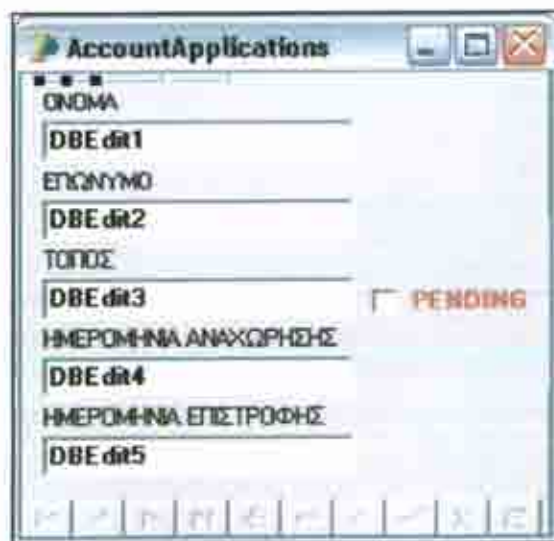 AccountApplications
ΟΝΟΜΑ
DBEdit1
ΕΠΩΝΥΜΟ
DBEdit2
ΤΟΠΟΣ
DBEdit3
PENDING
ΗΜΕΡΟΜΗΝΙΑ ΑΝΑΧΩΡΗΣΗΣ
DBEdit4
ΗΜΕΡΟΜΗΝΙΑ ΕΠΙΣΤΡΟΦΗΣ
DBEdit5